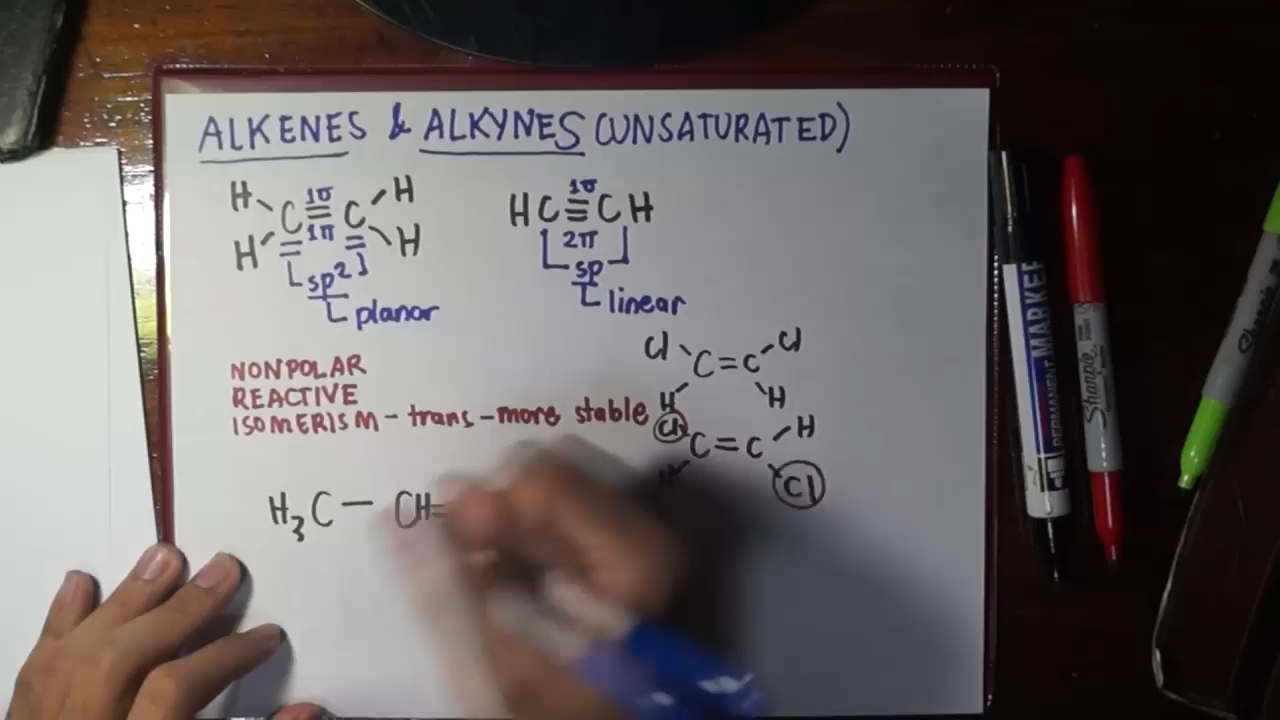 ALKENES & ALKYNES (UNSATURATED)
H H
C 1σ C
1π
H H
sp2
planar
1σ
HC≡CH
2π
sp
linear
NONPOLAR
REACTIVE
ISOMERISM - trans - more stable
Cl Cl
C=C
H H
Cl H
C=C
H Cl
H3C — CH=
PERMANENT MARKER
Sharpie
Sharpie